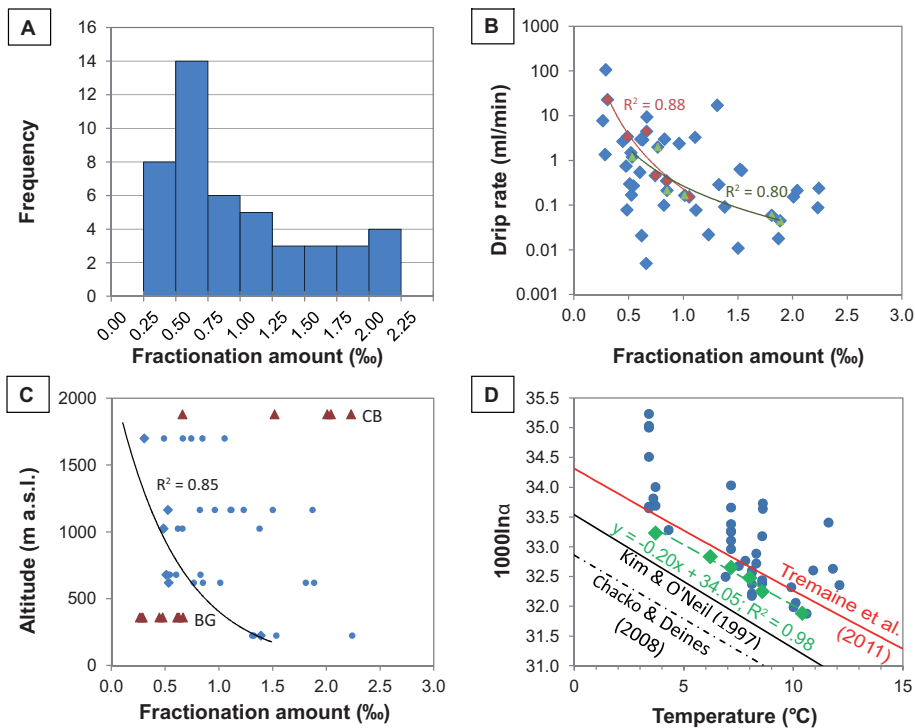 A
16
14
12
10
8
6
4
2
0
Frequency
0.00
0.25
0.50
0.75
1.00
1.25
1.50
1.75
2.00
2.25
Fractionation amount (‰)
B
1000
100
10
1
0.1
0.01
0.001
Drip rate (ml/min)
R² = 0.88
R² = 0.80
0.0 0.5 1.0 1.5 2.0 2.5 3.0
Fractionation amount (‰)
C
2000
1500
1000
500
0
Altitude (m a.s.l.)
CB
R² = 0.85
BG
0.0 0.5 1.0 1.5 2.0 2.5 3.0
Fractionation amount (‰)
D
35.5
35.0
34.5
34.0
33.5
33.0
32.5
32.0
31.5
31.0
1000lnα
y = -0.20x + 34.05; R² = 0.98
Kim & O'Neil (1997)
Chacko & Deines
(2008)
Tremaine et al.
(2011)
0 5 10 15
Temperature (°C)